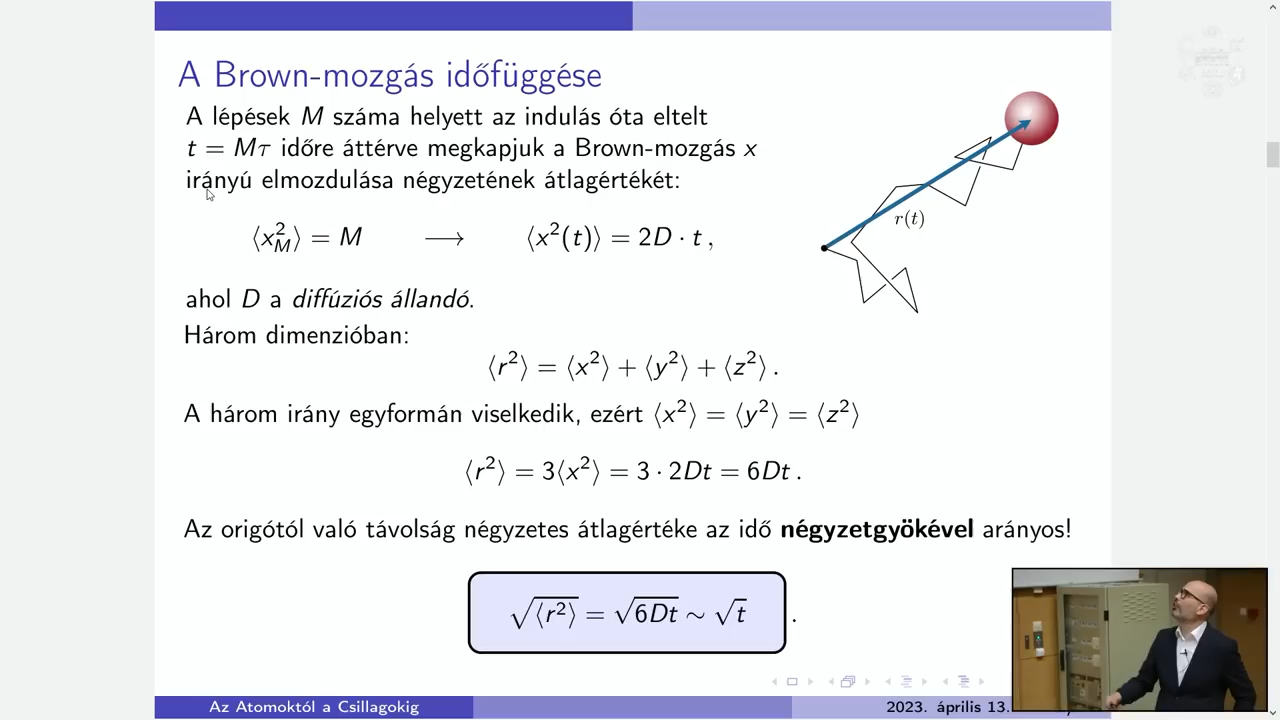 A Brown-mozgás időfüggése
A lépések M száma helyett az indulás óta eltelt
t = Mτ időre áttérve megkapjuk a Brown-mozgás x
irányú elmozdulása négyzetének átlagértékét:
⟨x²_M⟩ = M ⟶ ⟨x²(t)⟩ = 2D · t ,
r(t)
ahol D a diffúziós állandó.
Három dimenzióban:
⟨r²⟩ = ⟨x²⟩ + ⟨y²⟩ + ⟨z²⟩ .
A három irány egyformán viselkedik, ezért ⟨x²⟩ = ⟨y²⟩ = ⟨z²⟩
⟨r²⟩ = 3⟨x²⟩ = 3 · 2Dt = 6Dt .
Az origótól való távolság négyzetes átlagértéke az idő négyzetgyökével arányos!
√⟨r²⟩ = √6Dt ∼ √t .
Az Atomoktól a Csillagokig
2023. április 13.